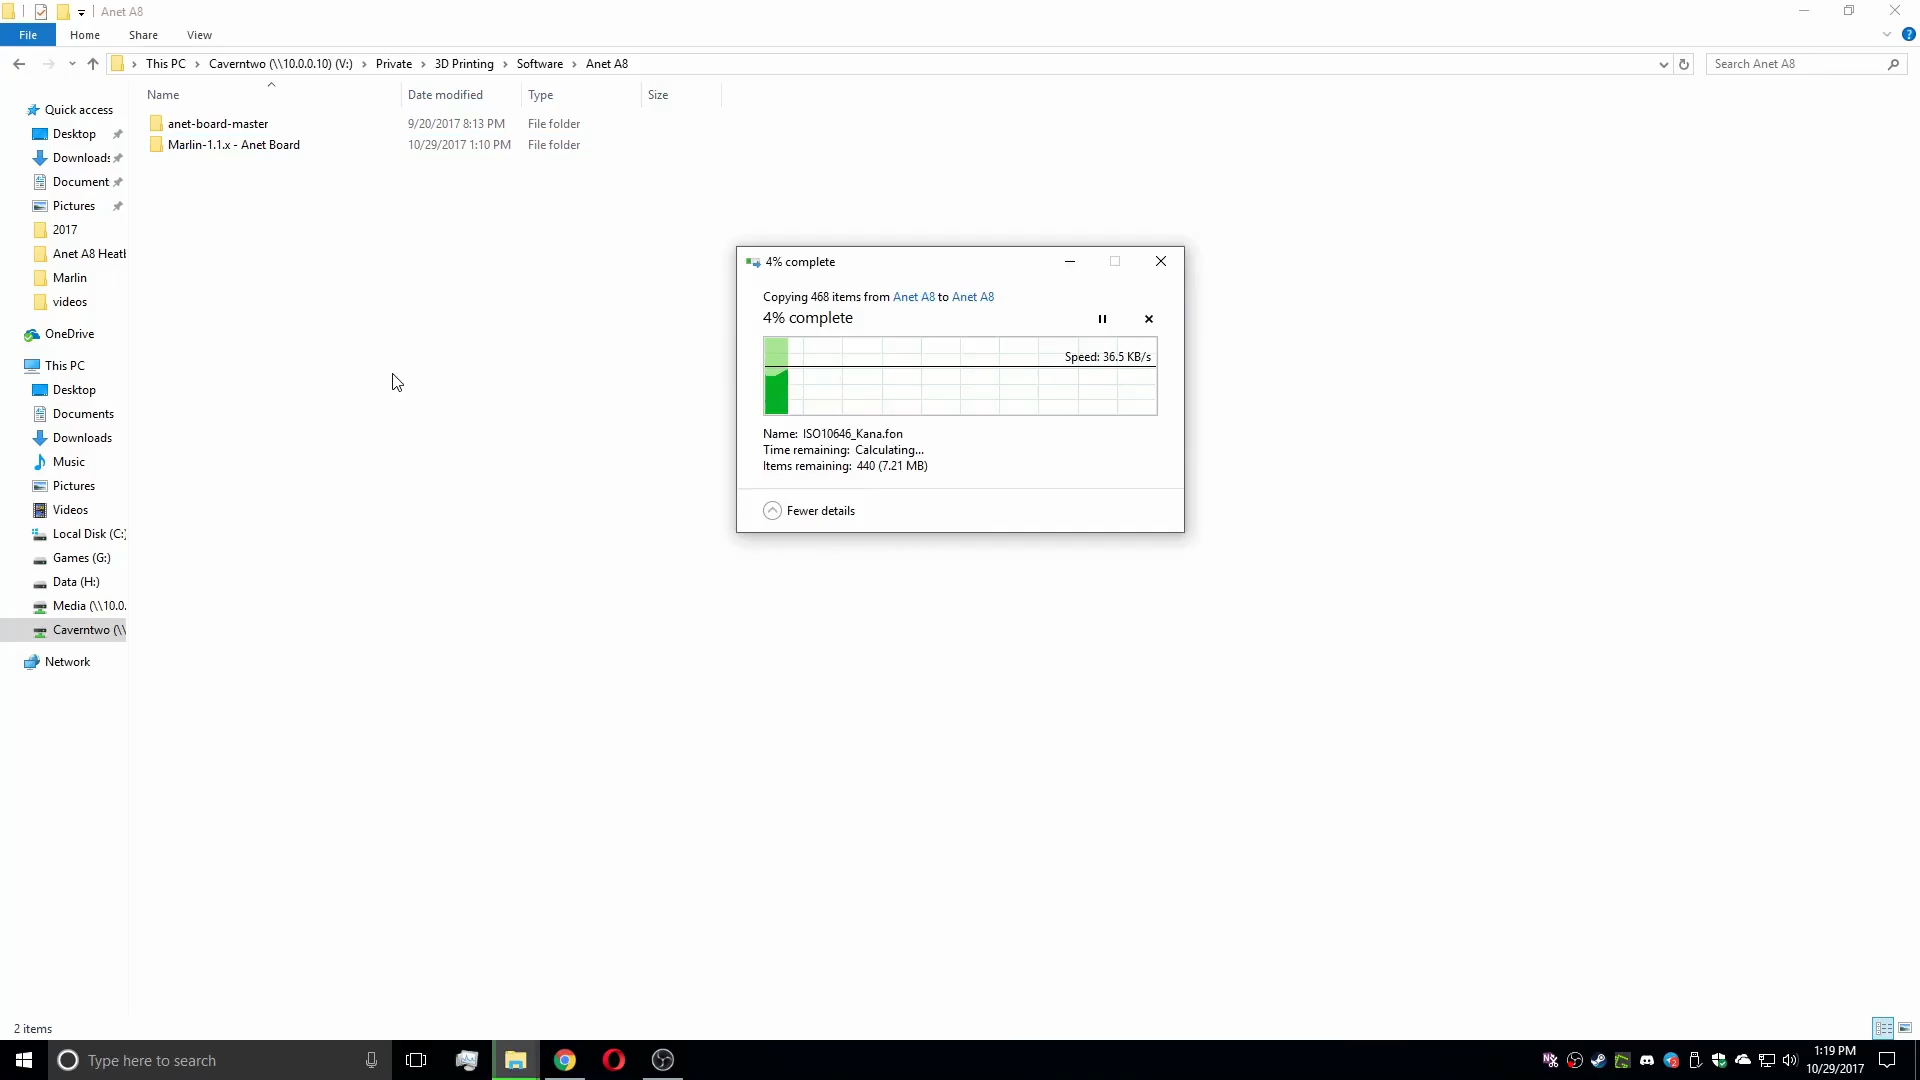 Anet A8
File Home Share View
This PC Caverntwo (\\10.0.0.10) (V:) Private 3D Printing Software Anet A8
Search Anet A8
Name Date modified Type Size
anet-board-master 9/20/2017 8:13 PM File folder
Marlin-1.1.x - Anet Board 10/29/2017 1:10 PM File folder
Quick access
Desktop
Downloads
Document
Pictures
2017
Anet A8 Heatb
Marlin
videos
OneDrive
This PC
Desktop
Documents
Downloads
Music
Pictures
Videos
Local Disk (C:)
Games (G:)
Data (H:)
Media (\\10.0.
Caverntwo (\\
Network
4% complete
Copying 468 items from Anet A8 to Anet A8
4% complete
Speed: 36.5 KB/s
Name: ISO10646_Kana.fon
Time remaining: Calculating...
Items remaining: 440 (7.21 MB)
Fewer details
2 items
Type here to search
1:19 PM
10/29/2017